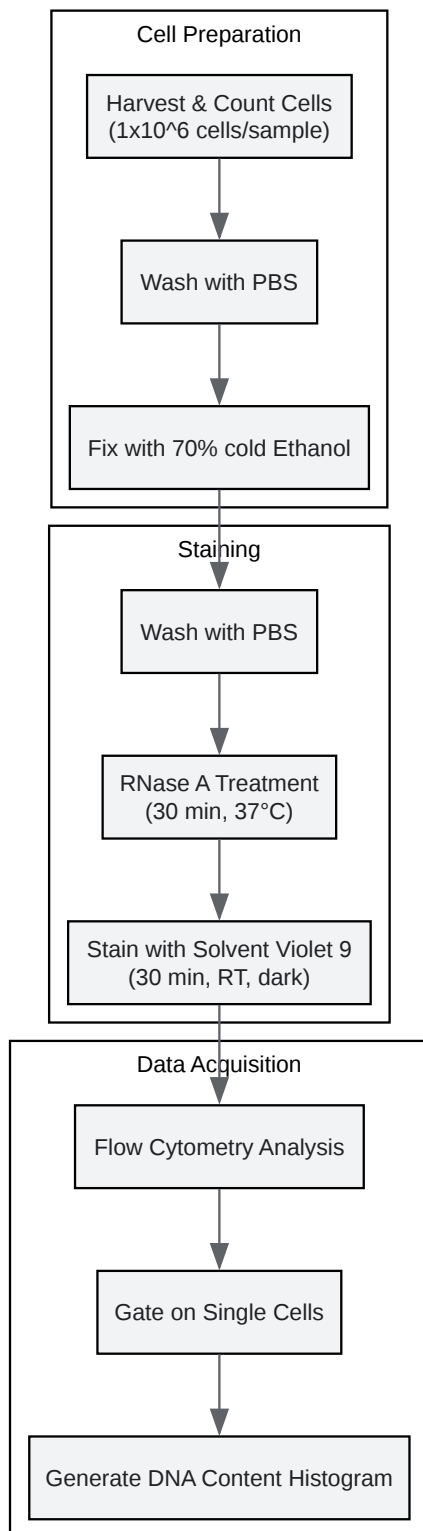 Cell Preparation
Harvest & Count Cells
(1x10^6 cells/sample)
Wash with PBS
Fix with 70% cold Ethanol
Staining
Wash with PBS
RNase A Treatment
(30 min, 37°C)
Stain with Solvent Violet 9
(30 min, RT, dark)
Data Acquisition
Flow Cytometry Analysis
Gate on Single Cells
Generate DNA Content Histogram